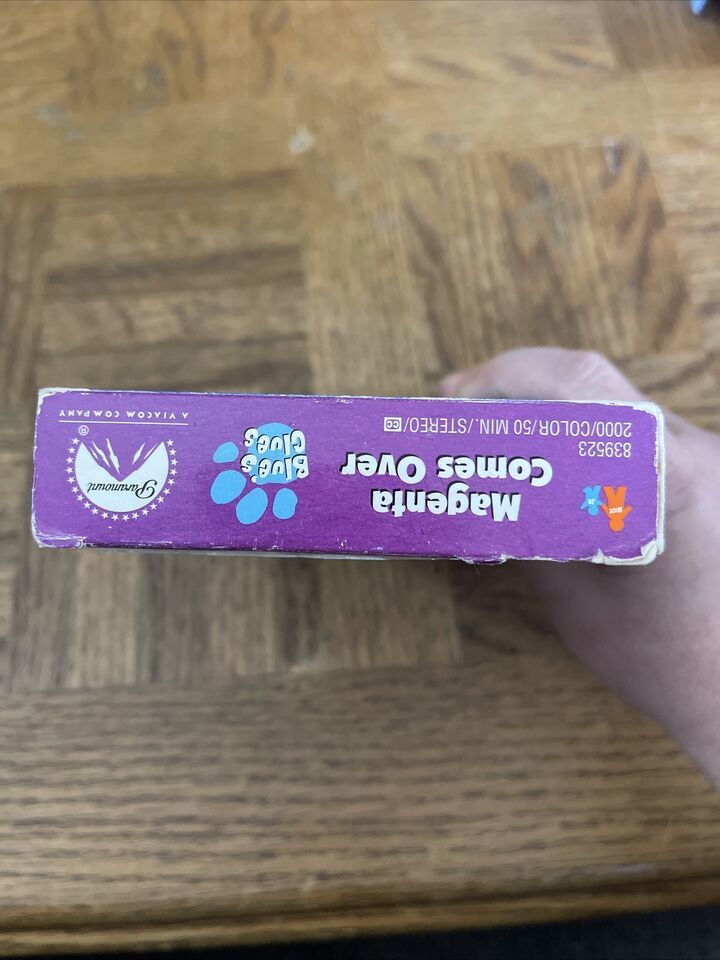 NICK
JR.
Magenta
Comes Over
839523
2000/COLOR/50 MIN./STEREO/CC
Blue's
Clues
Paramount
®
A VIACOM COMPANY